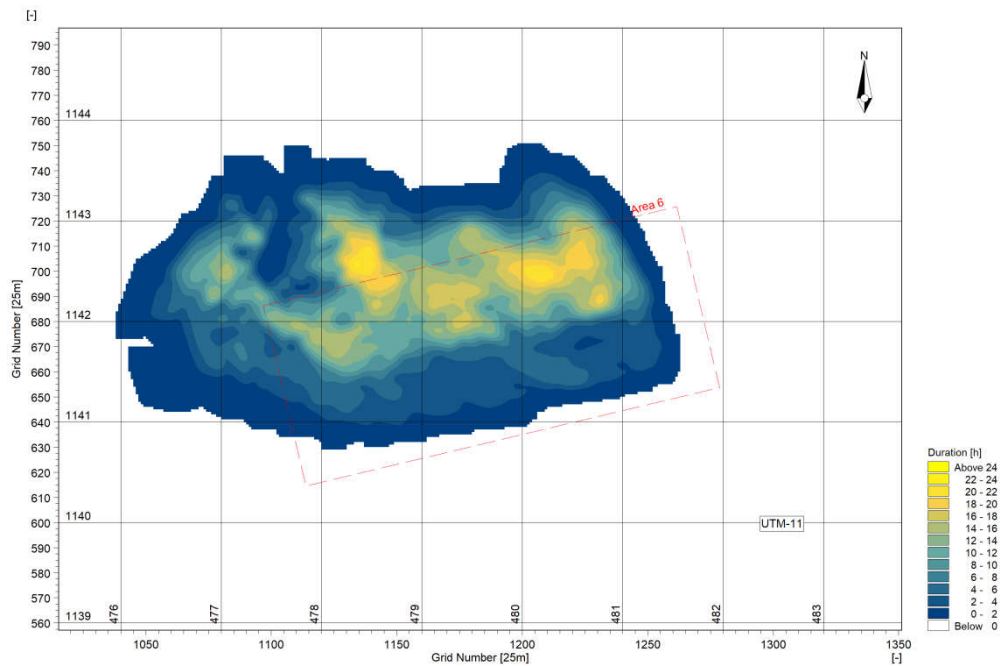 [-]
N
790
780
770
760
750
740
730
720
710
700
690
680
670
660
650
640
630
620
610
600
590
580
570
560
Grid Number [25m]
1144
1143
1142
1141
1140
1139
Area 6
UTM-11
476
477
478
479
480
481
482
483
1050
1100
1150
1200
1250
1300
1350
Grid Number [25m]
[-]
Duration [h]
Above 24
22 - 24
20 - 22
18 - 20
16 - 18
14 - 16
12 - 14
10 - 12
8 - 10
6 - 8
4 - 6
2 - 4
0 - 2
Below 0